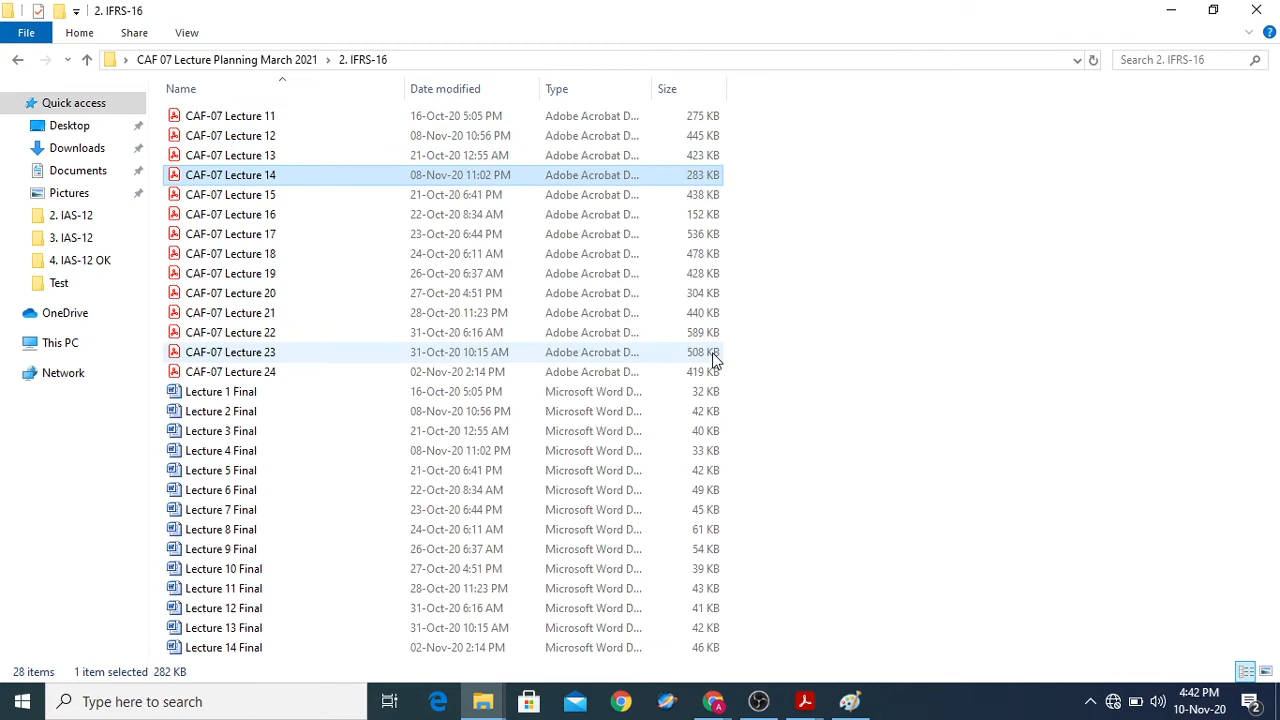 2. IFRS-16
File Home Share View
CAF 07 Lecture Planning March 2021 2. IFRS-16 Search 2. IFRS-16
Name Date modified Type Size
Quick access
Desktop
Downloads
Documents
Pictures
2. IAS-12
3. IAS-12
4. IAS-12 OK
Test
OneDrive
This PC
Network
CAF-07 Lecture 11 16-Oct-20 5:05 PM Adobe Acrobat D... 275 KB
CAF-07 Lecture 12 08-Nov-20 10:56 PM Adobe Acrobat D... 445 KB
CAF-07 Lecture 13 21-Oct-20 12:55 AM Adobe Acrobat D... 423 KB
CAF-07 Lecture 14 08-Nov-20 11:02 PM Adobe Acrobat D... 283 KB
CAF-07 Lecture 15 21-Oct-20 6:41 PM Adobe Acrobat D... 438 KB
CAF-07 Lecture 16 22-Oct-20 8:34 AM Adobe Acrobat D... 152 KB
CAF-07 Lecture 17 23-Oct-20 6:44 PM Adobe Acrobat D... 536 KB
CAF-07 Lecture 18 24-Oct-20 6:11 AM Adobe Acrobat D... 478 KB
CAF-07 Lecture 19 26-Oct-20 6:37 AM Adobe Acrobat D... 428 KB
CAF-07 Lecture 20 27-Oct-20 4:51 PM Adobe Acrobat D... 304 KB
CAF-07 Lecture 21 28-Oct-20 11:23 PM Adobe Acrobat D... 440 KB
CAF-07 Lecture 22 31-Oct-20 6:16 AM Adobe Acrobat D... 589 KB
CAF-07 Lecture 23 31-Oct-20 10:15 AM Adobe Acrobat D... 508 KB
CAF-07 Lecture 24 02-Nov-20 2:14 PM Adobe Acrobat D... 419 KB
Lecture 1 Final 16-Oct-20 5:05 PM Microsoft Word D... 32 KB
Lecture 2 Final 08-Nov-20 10:56 PM Microsoft Word D... 42 KB
Lecture 3 Final 21-Oct-20 12:55 AM Microsoft Word D... 40 KB
Lecture 4 Final 08-Nov-20 11:02 PM Microsoft Word D... 33 KB
Lecture 5 Final 21-Oct-20 6:41 PM Microsoft Word D... 42 KB
Lecture 6 Final 22-Oct-20 8:34 AM Microsoft Word D... 49 KB
Lecture 7 Final 23-Oct-20 6:44 PM Microsoft Word D... 45 KB
Lecture 8 Final 24-Oct-20 6:11 AM Microsoft Word D... 61 KB
Lecture 9 Final 26-Oct-20 6:37 AM Microsoft Word D... 54 KB
Lecture 10 Final 27-Oct-20 4:51 PM Microsoft Word D... 39 KB
Lecture 11 Final 28-Oct-20 11:23 PM Microsoft Word D... 43 KB
Lecture 12 Final 31-Oct-20 6:16 AM Microsoft Word D... 41 KB
Lecture 13 Final 31-Oct-20 10:15 AM Microsoft Word D... 42 KB
Lecture 14 Final 02-Nov-20 2:14 PM Microsoft Word D... 46 KB
28 items 1 item selected 282 KB
Type here to search
4:42 PM
10-Nov-20
2